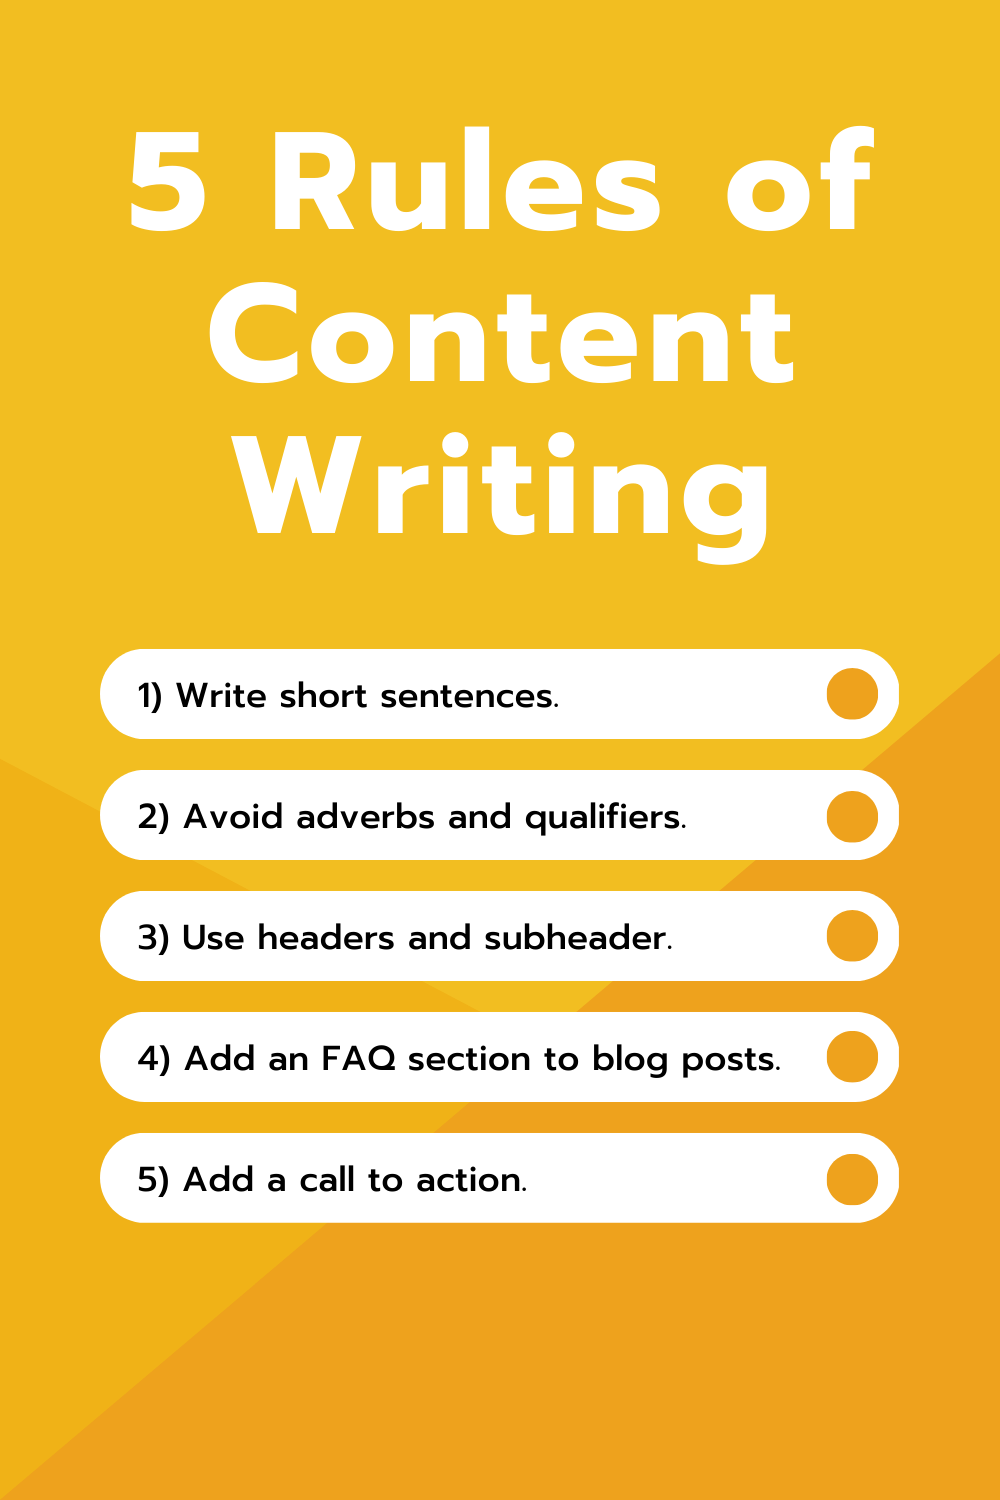 5 Rules of
Content
Writing
1) Write short sentences.
2) Avoid adverbs and qualifiers.
3) Use headers and subheader.
4) Add an FAQ section to blog posts.
5) Add a call to action.